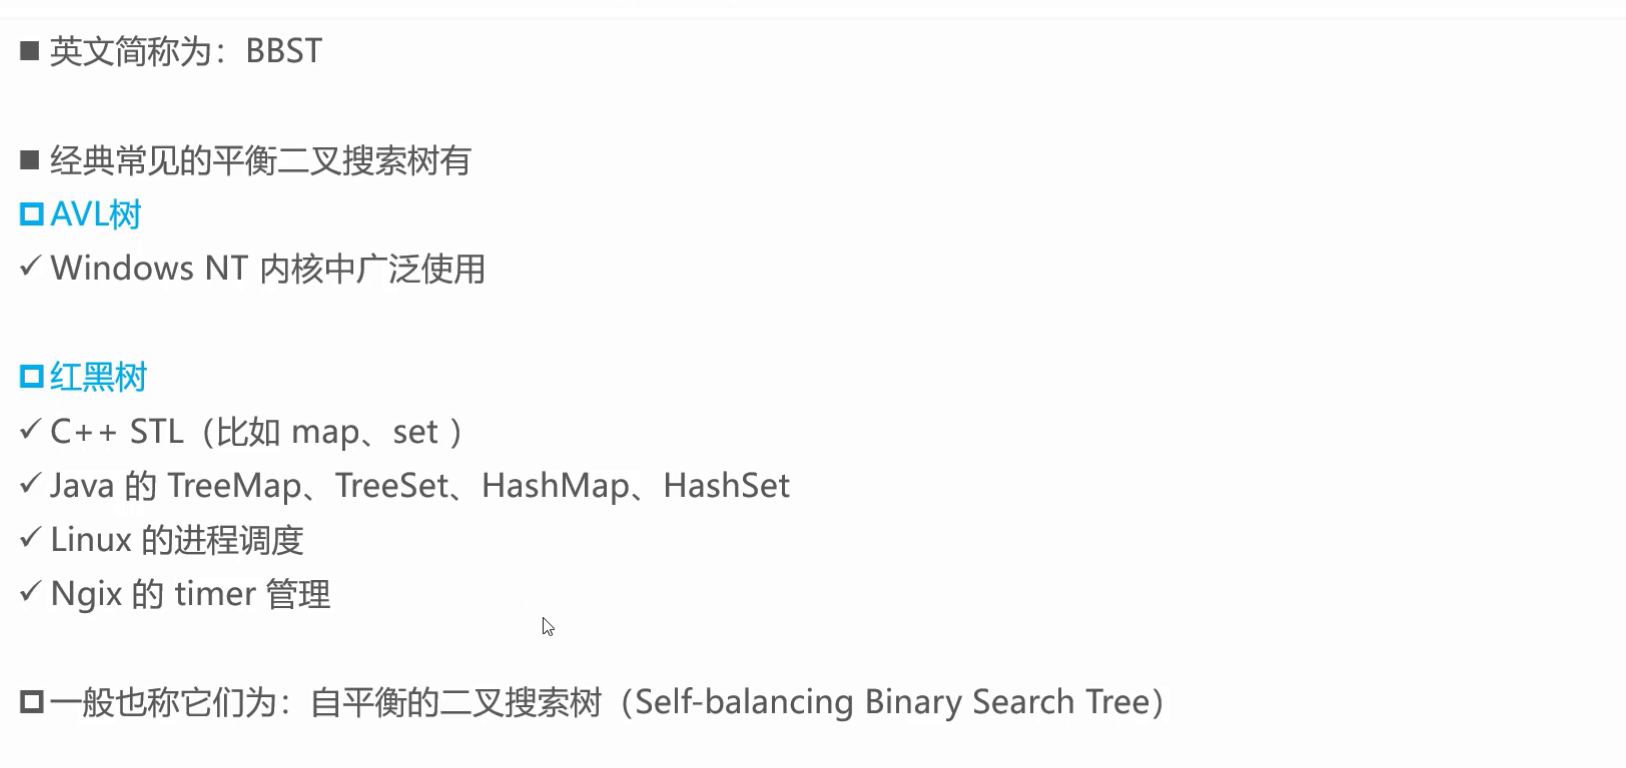 ■ 英文简称为：BBST
■ 经典常见的平衡二叉搜索树有
AVL树
✓ Windows NT 内核中广泛使用
红黑树
✓ C++ STL（比如 map、set ）
✓ Java 的 TreeMap、TreeSet、HashMap、HashSet
✓ Linux 的进程调度
✓ Ngix 的 timer 管理
一般也称它们为：自平衡的二叉搜索树（Self-balancing Binary Search Tree）